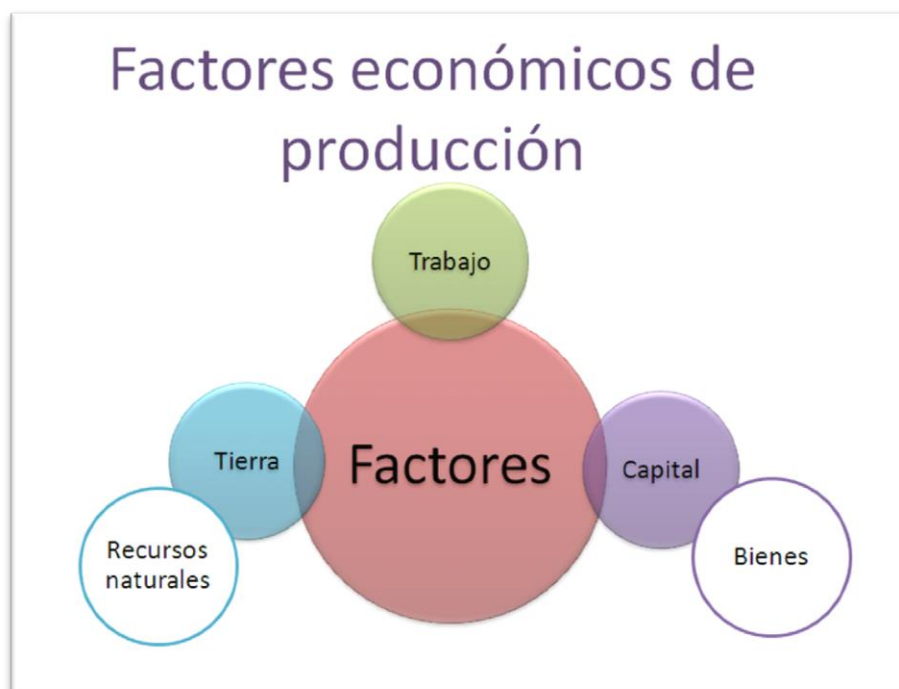 Factores económicos de
producción
Trabajo
Tierra
Factores
Capital
Recursos
naturales
Bienes